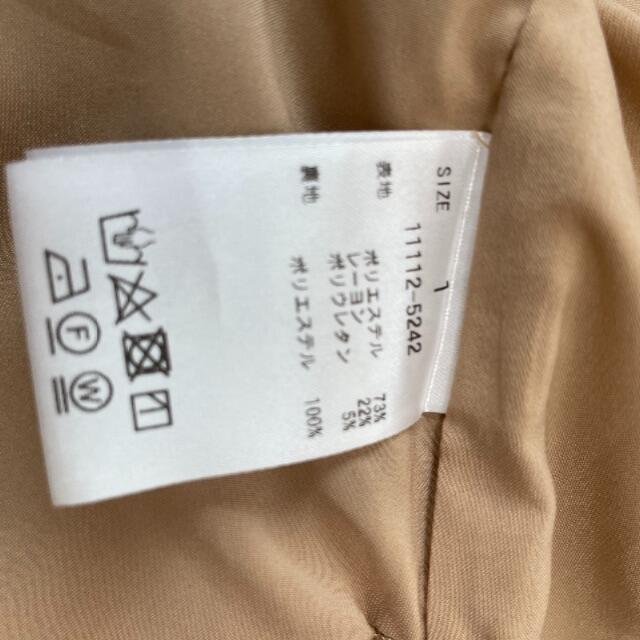 SIZE 1
11112-5242
表地 ポリエステル 73%
レーヨン 22%
ポリウレタン 5%
裏地 ポリエステル 100%
F
W